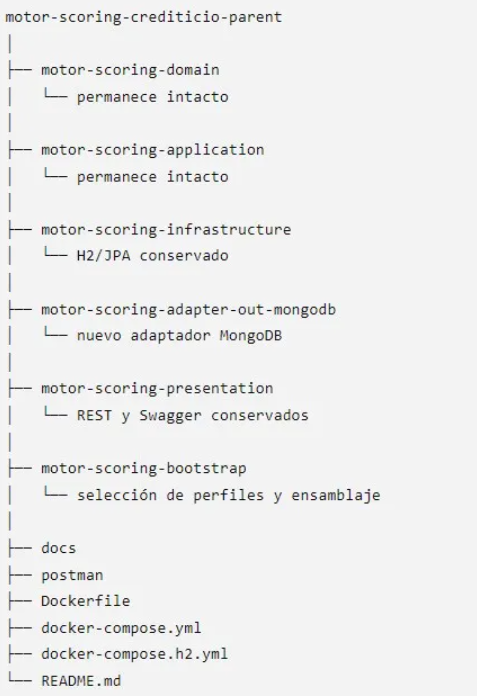 motor-scoring-crediticio-parent
│
├── motor-scoring-domain
│   └── permanece intacto
│
├── motor-scoring-application
│   └── permanece intacto
│
├── motor-scoring-infrastructure
│   └── H2/JPA conservado
│
├── motor-scoring-adapter-out-mongodb
│   └── nuevo adaptador MongoDB
│
├── motor-scoring-presentation
│   └── REST y Swagger conservados
│
├── motor-scoring-bootstrap
│   └── selección de perfiles y ensamblaje
│
├── docs
├── postman
├── Dockerfile
├── docker-compose.yml
├── docker-compose.h2.yml
└── README.md